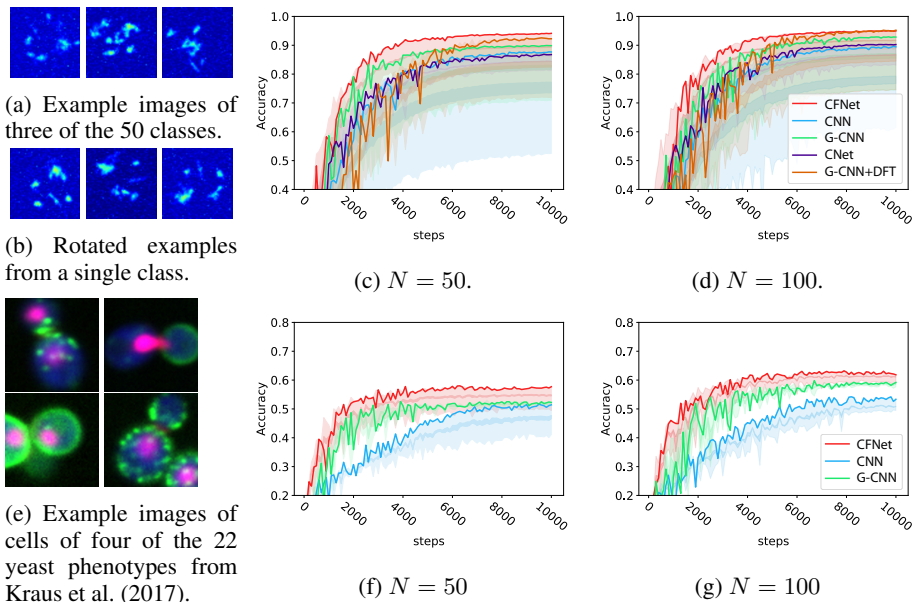 (a) Example images of
three of the 50 classes.
(b) Rotated examples
from a single class.
(e) Example images of
cells of four of the 22
yeast phenotypes from
Kraus et al. (2017).
1.0
0.9
0.8
0.7
0.6
0.5
0.4
Accuracy
0
2000
4000
6000
8000
10000
steps
(c) N = 50.
1.0
0.9
0.8
0.7
0.6
0.5
0.4
Accuracy
CFNet
CNN
G-CNN
CNet
G-CNN+DFT
0
2000
4000
6000
8000
10000
steps
(d) N = 100.
0.8
0.7
0.6
0.5
0.4
0.3
0.2
Accuracy
0
2000
4000
6000
8000
10000
steps
(f) N = 50
0.8
0.7
0.6
0.5
0.4
0.3
0.2
Accuracy
CFNet
CNN
G-CNN
0
2000
4000
6000
8000
10000
steps
(g) N = 100